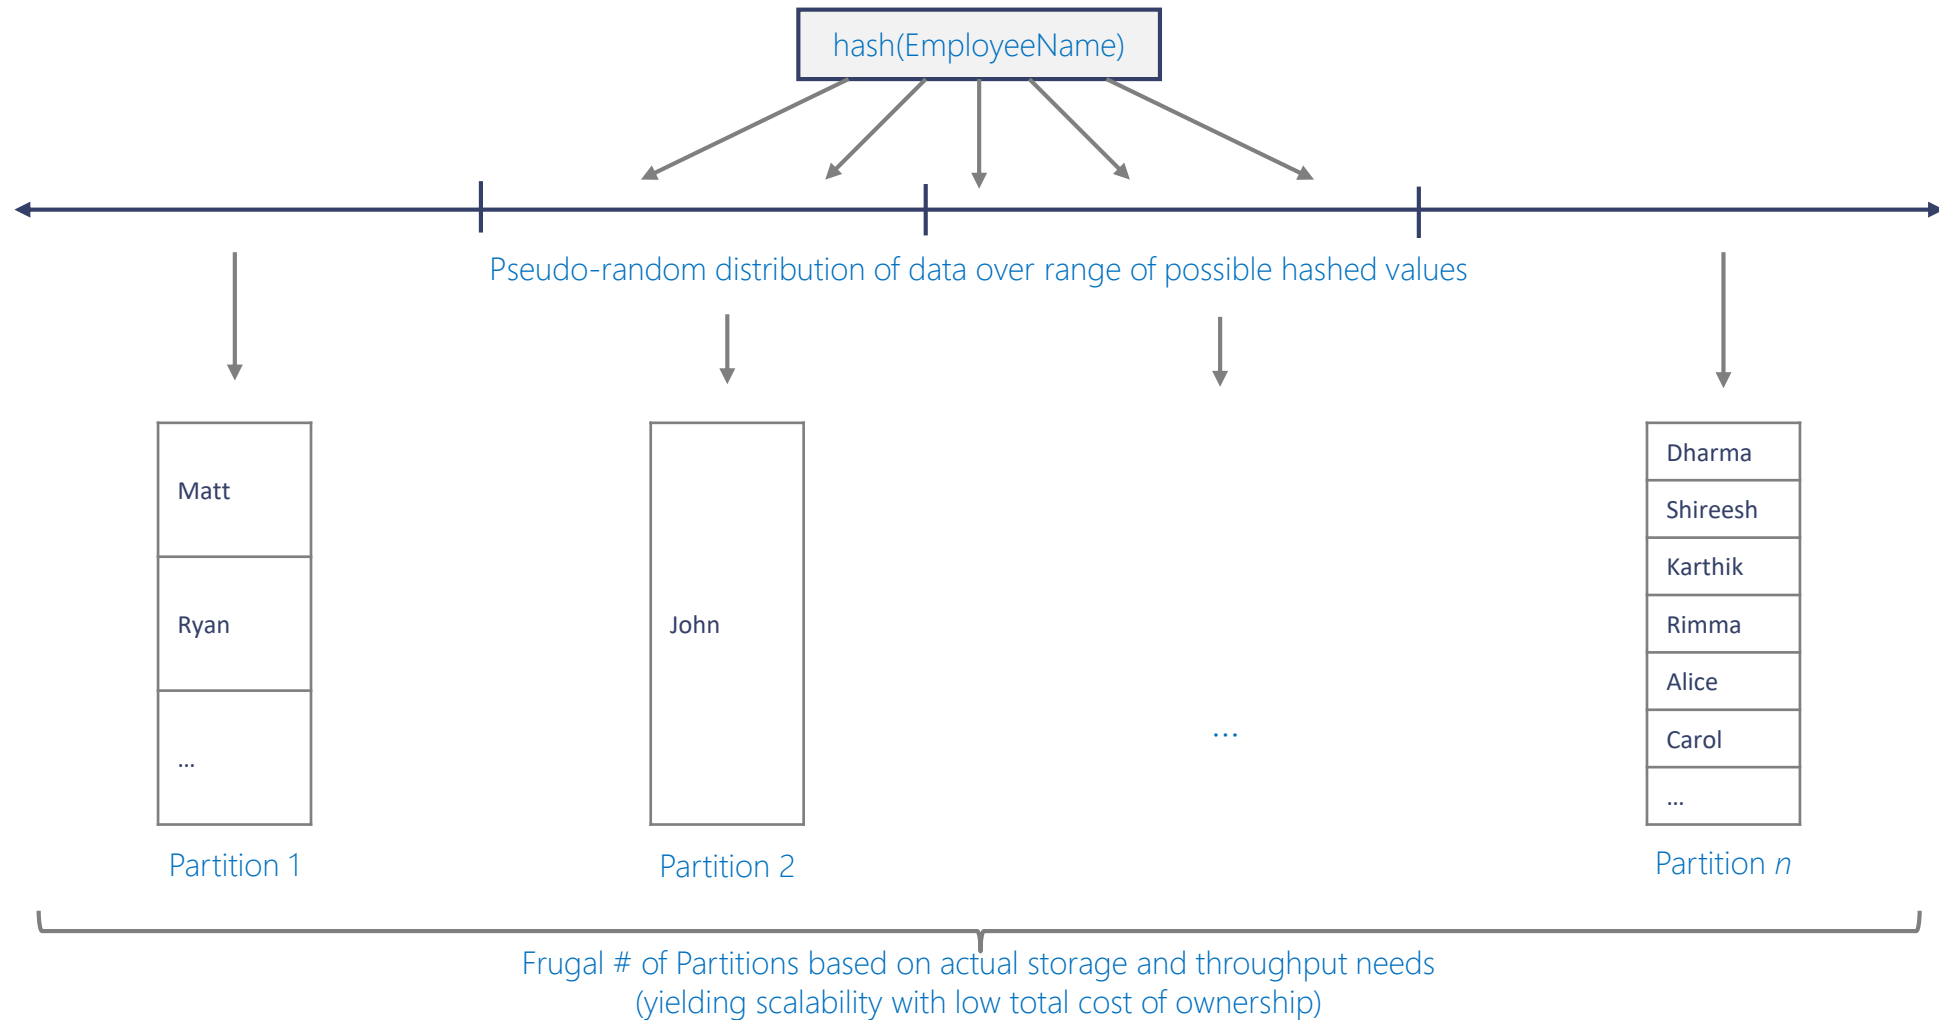 hash(EmployeeName)
Pseudo-random distribution of data over range of possible hashed values
Matt
Ryan
...
Partition 1
John
Partition 2
...
Dharma
Shireesh
Karthik
Rimma
Alice
Carol
...
Partition n
Frugal # of Partitions based on actual storage and throughput needs
(yielding scalability with low total cost of ownership)